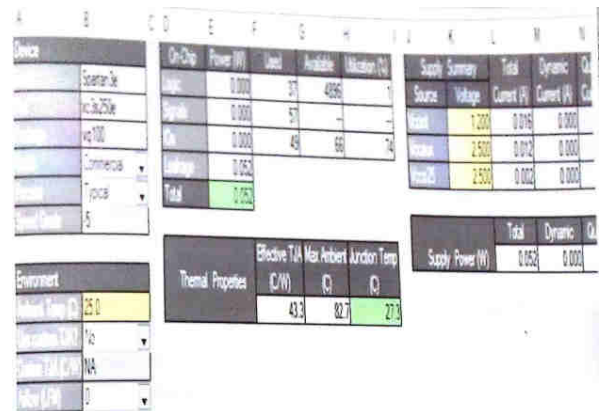 A B C D E F G H I J K L M N
Device
Spartan3e
xc3s250e
vq100
Commercial
Typical
-5
Environment
Ambient Temp (C) 25.0
No
NA
0
On-Chip Power (W) Used Available Utilization (%)
Logic 0.000 37 4896 1
Signals 0.000 57 -- --
IOs 0.000 49 66 74
Leakage 0.052
Total 0.052
Effective TJA Max Ambient Junction Temp
Thermal Properties (C/W) (C) (C)
43.3 82.7 27.3
Supply Summary Total Dynamic
Source Voltage Current (A) Current (A)
Vccint 1.200 0.016 0.000
Vccaux 2.500 0.012 0.000
Vcco25 2.500 0.002 0.000
Total Dynamic
Supply Power (W) 0.052 0.000